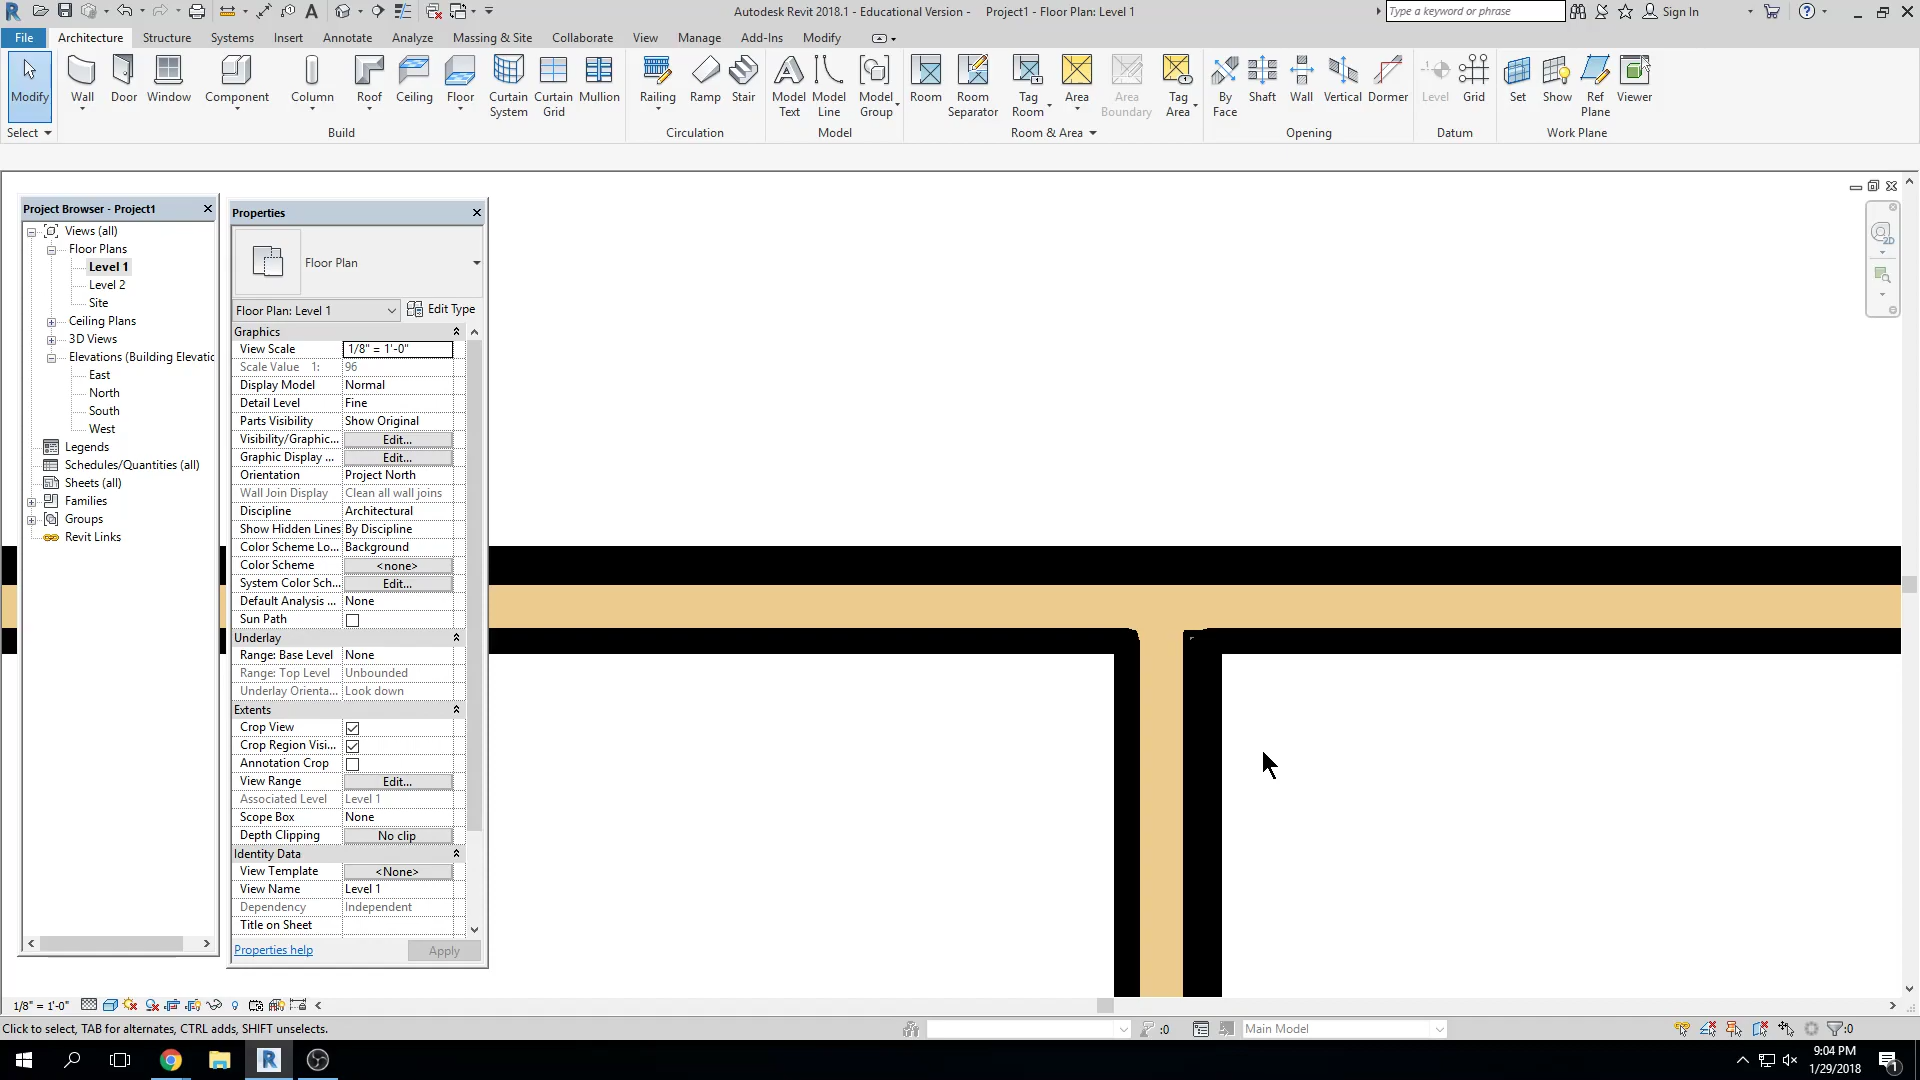 Autodesk Revit 2018.1 - Educational Version - Project1 - Floor Plan: Level 1
Type a keyword or phrase
Sign In
File Architecture Structure Systems Insert Annotate Analyze Massing & Site Collaborate View Manage Add-Ins Modify
Modify
Wall
Door
Window
Component
Column
Roof
Ceiling
Floor
Curtain System
Curtain Grid
Mullion
Railing
Ramp
Stair
Model Text
Model Line
Model Group
Room
Room Separator
Tag Room
Area
Area Boundary
Tag Area
By Face
Shaft
Wall
Vertical
Dormer
Level
Grid
Set
Show
Ref Plane
Viewer
Select
Build
Circulation
Model
Room & Area
Opening
Datum
Work Plane
Project Browser - Project1
Views (all)
Floor Plans
Level 1
Level 2
Site
Ceiling Plans
3D Views
Elevations (Building Elevatic
East
North
South
West
Legends
Schedules/Quantities (all)
Sheets (all)
Families
Groups
Revit Links
Properties
Floor Plan
Floor Plan: Level 1
Edit Type
Graphics
View Scale 1/8" = 1'-0"
Scale Value 1: 96
Display Model Normal
Detail Level Fine
Parts Visibility Show Original
Visibility/Graphic... Edit...
Graphic Display ... Edit...
Orientation Project North
Wall Join Display Clean all wall joins
Discipline Architectural
Show Hidden Lines By Discipline
Color Scheme Lo... Background
Color Scheme <none>
System Color Sch... Edit...
Default Analysis ... None
Sun Path
Underlay
Range: Base Level None
Range: Top Level Unbounded
Underlay Orienta... Look down
Extents
Crop View
Crop Region Visi...
Annotation Crop
View Range Edit...
Associated Level Level 1
Scope Box None
Depth Clipping No clip
Identity Data
View Template <None>
View Name Level 1
Dependency Independent
Title on Sheet
Properties help
Apply
2D
1/8" = 1'-0"
Click to select, TAB for alternates, CTRL adds, SHIFT unselects.
:0
Main Model
:0
9:04 PM
1/29/2018
1